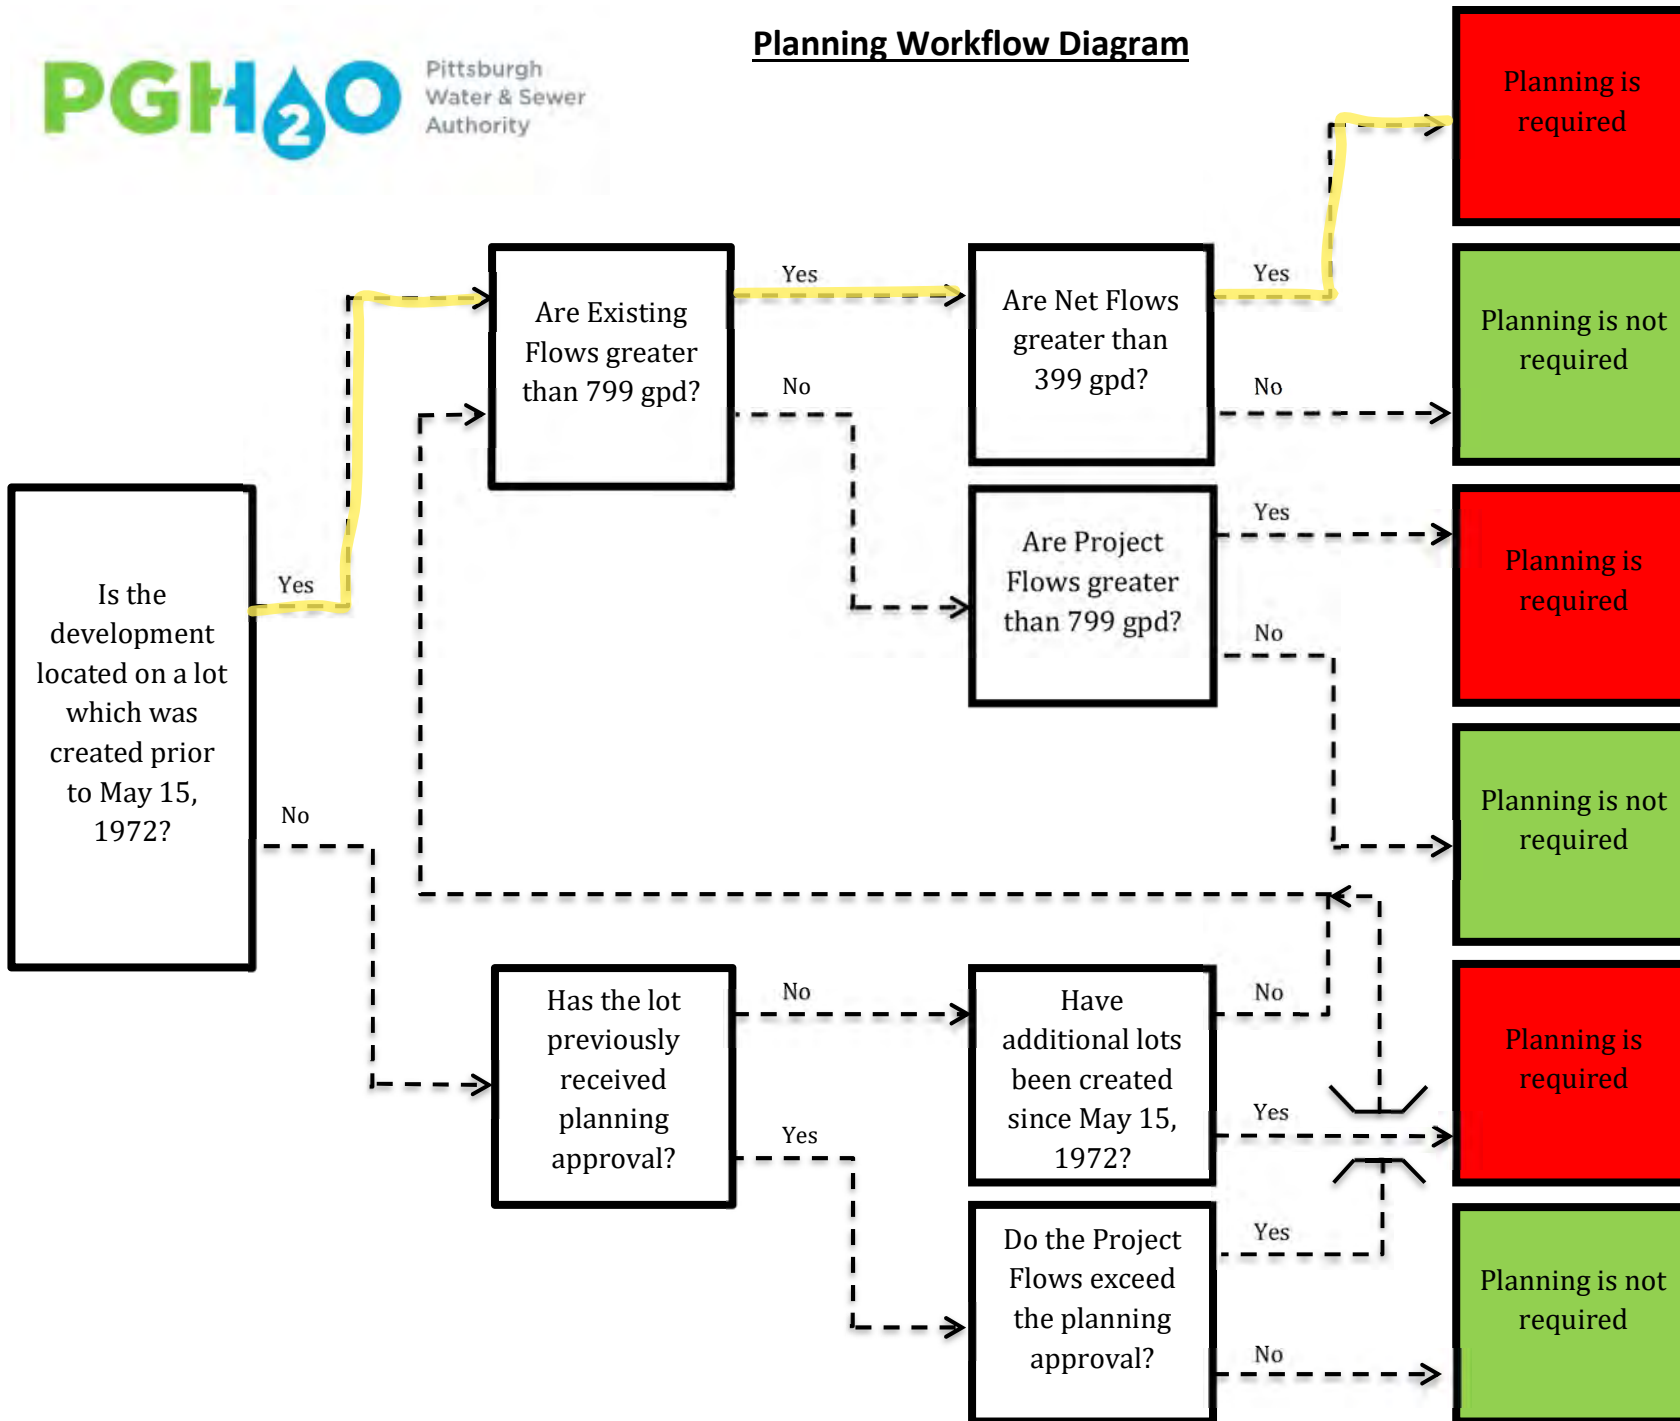 Planning Workflow Diagram
PGH2O
Pittsburgh
Water & Sewer
Authority
Planning is
required
Yes
Yes
Are Existing
Flows greater
than 799 gpd?
Are Net Flows
greater than
399 gpd?
Planning is not
required
No
No
Yes
Is the
development
located on a lot
which was
created prior
to May 15,
1972?
Yes
Are Project
Flows greater
than 799 gpd?
Planning is
required
No
No
Planning is not
required
Has the lot
previously
received
planning
approval?
No
Yes
Have
additional lots
been created
since May 15,
1972?
No
Yes
Planning is
required
Do the Project
Flows exceed
the planning
approval?
Yes
No
Planning is not
required